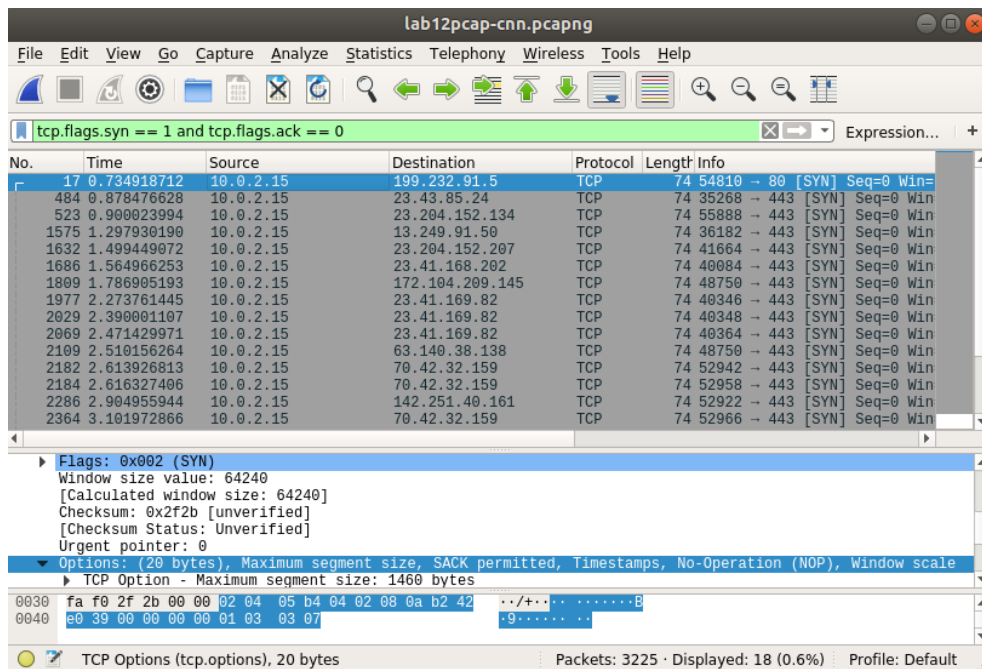 lab12pcap-cnn.pcapng
File Edit View Go Capture Analyze Statistics Telephony Wireless Tools Help
tcp.flags.syn == 1 and tcp.flags.ack == 0 Expression… +
No. Time Source Destination Protocol Length Info
17 0.734918712 10.0.2.15 199.232.91.5 TCP 74 54810 → 80 [SYN] Seq=0 Win=
484 0.878476628 10.0.2.15 23.43.85.24 TCP 74 35268 → 443 [SYN] Seq=0 Win
523 0.900023994 10.0.2.15 23.204.152.134 TCP 74 55888 → 443 [SYN] Seq=0 Win
1575 1.297930190 10.0.2.15 13.249.91.50 TCP 74 36182 → 443 [SYN] Seq=0 Win
1632 1.499449072 10.0.2.15 23.204.152.207 TCP 74 41664 → 443 [SYN] Seq=0 Win
1686 1.564966253 10.0.2.15 23.41.168.202 TCP 74 40084 → 443 [SYN] Seq=0 Win
1809 1.786905193 10.0.2.15 172.104.209.145 TCP 74 48750 → 443 [SYN] Seq=0 Win
1977 2.273761445 10.0.2.15 23.41.169.82 TCP 74 40346 → 443 [SYN] Seq=0 Win
2029 2.390001107 10.0.2.15 23.41.169.82 TCP 74 40348 → 443 [SYN] Seq=0 Win
2069 2.471429971 10.0.2.15 23.41.169.82 TCP 74 40364 → 443 [SYN] Seq=0 Win
2109 2.510156264 10.0.2.15 63.140.38.138 TCP 74 48750 → 443 [SYN] Seq=0 Win
2182 2.613926813 10.0.2.15 70.42.32.159 TCP 74 52942 → 443 [SYN] Seq=0 Win
2184 2.616327406 10.0.2.15 70.42.32.159 TCP 74 52958 → 443 [SYN] Seq=0 Win
2286 2.904955944 10.0.2.15 142.251.40.161 TCP 74 52922 → 443 [SYN] Seq=0 Win
2364 3.101972866 10.0.2.15 70.42.32.159 TCP 74 52966 → 443 [SYN] Seq=0 Win
Flags: 0x002 (SYN)
Window size value: 64240
[Calculated window size: 64240]
Checksum: 0x2f2b [unverified]
[Checksum Status: Unverified]
Urgent pointer: 0
Options: (20 bytes), Maximum segment size, SACK permitted, Timestamps, No-Operation (NOP), Window scale
TCP Option - Maximum segment size: 1460 bytes
0030 fa f0 2f 2b 00 00 02 04 05 b4 04 02 08 0a b2 42 ··/+···· ·······B
0040 e0 39 00 00 00 00 01 03 03 07 ·9······ ··
TCP Options (tcp.options), 20 bytes Packets: 3225 · Displayed: 18 (0.6%) Profile: Default